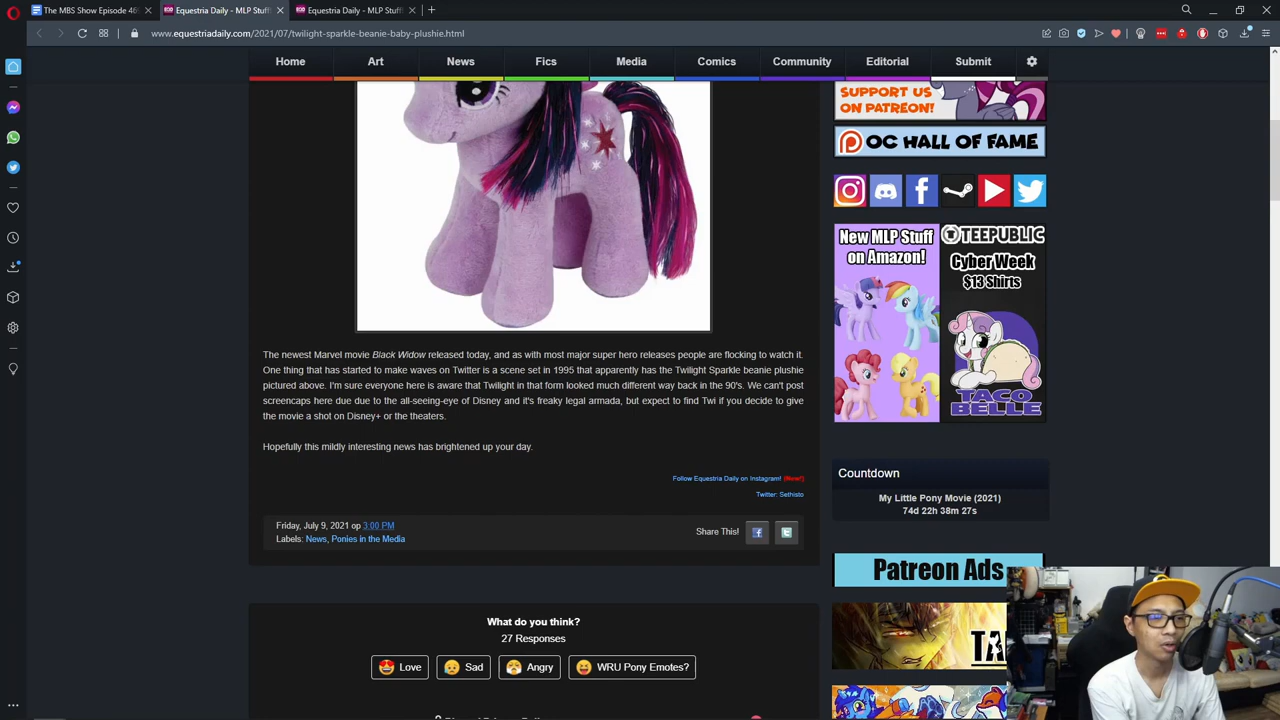 The MBS Show Episode 46
Equestria Daily - MLP Stuff
Equestria Daily - MLP Stuff
www.equestriadaily.com/2021/07/twilight-sparkle-beanie-baby-plushie.html
Home Art News Fics Media Comics Community Editorial Submit
SUPPORT US
ON PATREON!
OC HALL OF FAME
New MLP Stuff
on Amazon!
TEEPUBLIC
Cyber Week
$13 Shirts
TACO
BELLE
The newest Marvel movie Black Widow released today, and as with most major super hero releases people are flocking to watch it.
One thing that has started to make waves on Twitter is a scene set in 1995 that apparently has the Twilight Sparkle beanie plushie
pictured above. I'm sure everyone here is aware that Twilight in that form looked much different way back in the 90's. We can't post
screencaps here due due to the all-seeing-eye of Disney and it's freaky legal armada, but expect to find Twi if you decide to give
the movie a shot on Disney+ or the theaters.
Hopefully this mildly interesting news has brightened up your day.
Follow Equestria Daily on Instagram! (New!)
Twitter: Sethisto
Friday, July 9, 2021 op 3:00 PM
Labels: News, Ponies in the Media
Share This!
Countdown
My Little Pony Movie (2021)
74d 22h 38m 27s
Patreon Ads
What do you think?
27 Responses
Love Sad Angry WRU Pony Emotes?